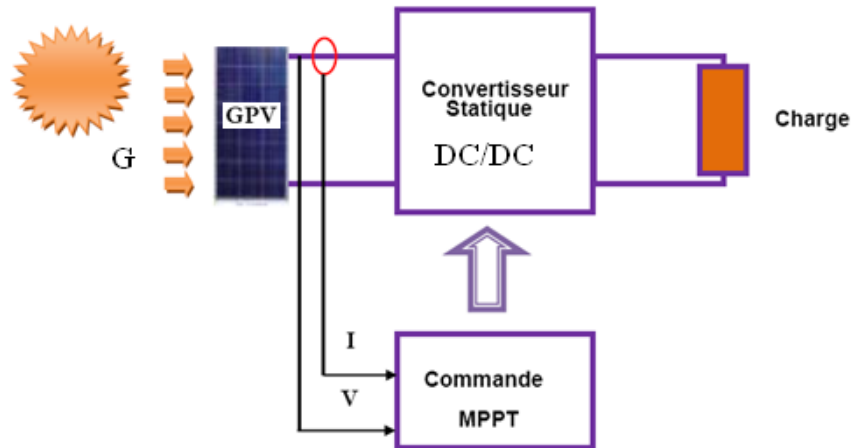 G
GPV
Convertisseur
Statique
DC/DC
Charge
I
V
Commande
MPPT